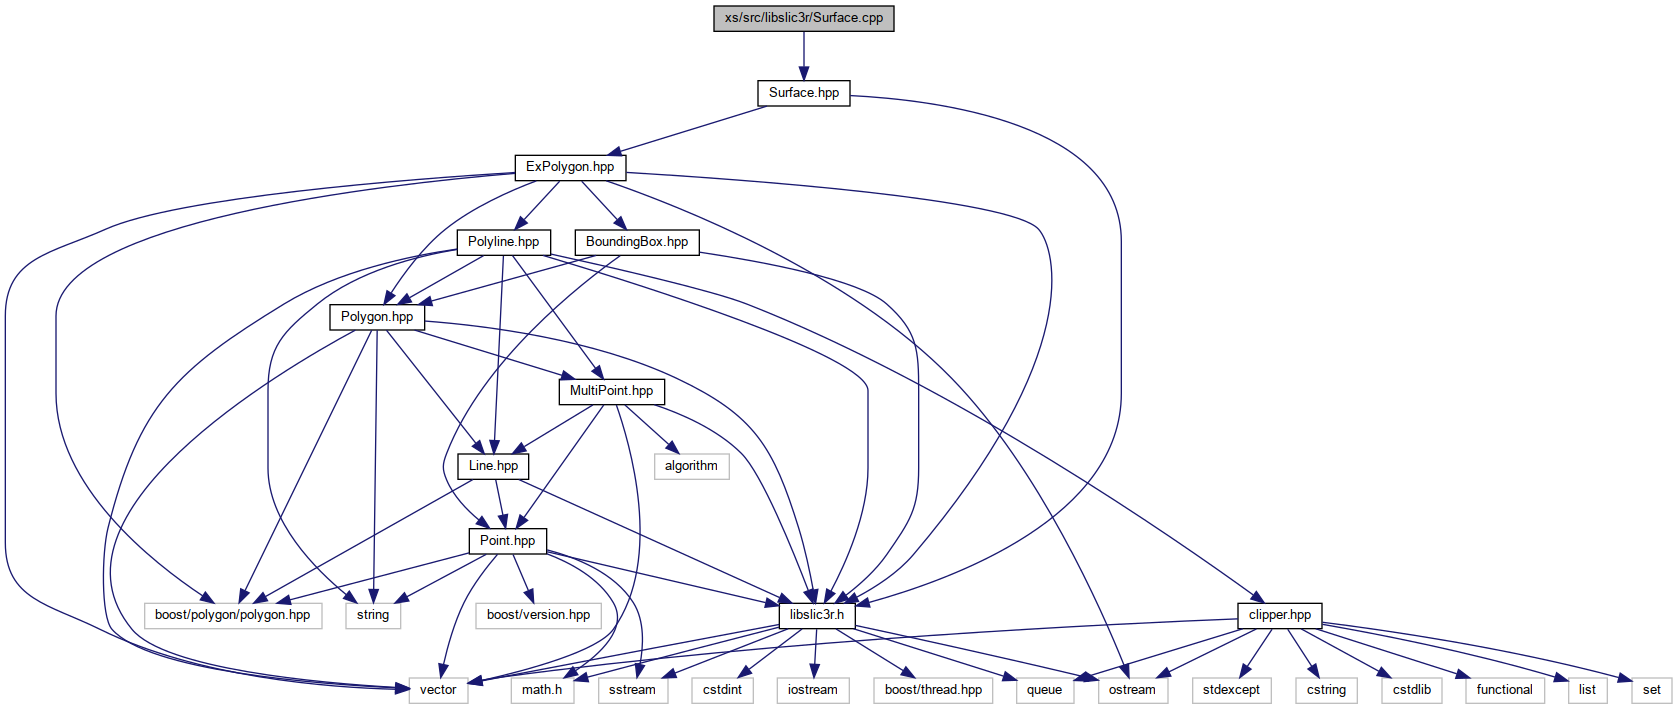 xs/src/libslic3r/Surface.cpp
Surface.hpp
ExPolygon.hpp
Polyline.hpp
BoundingBox.hpp
Polygon.hpp
MultiPoint.hpp
Line.hpp
algorithm
Point.hpp
boost/polygon/polygon.hpp
string
boost/version.hpp
libslic3r.h
clipper.hpp
vector
math.h
sstream
cstdint
iostream
boost/thread.hpp
queue
ostream
stdexcept
cstring
cstdlib
functional
list
set